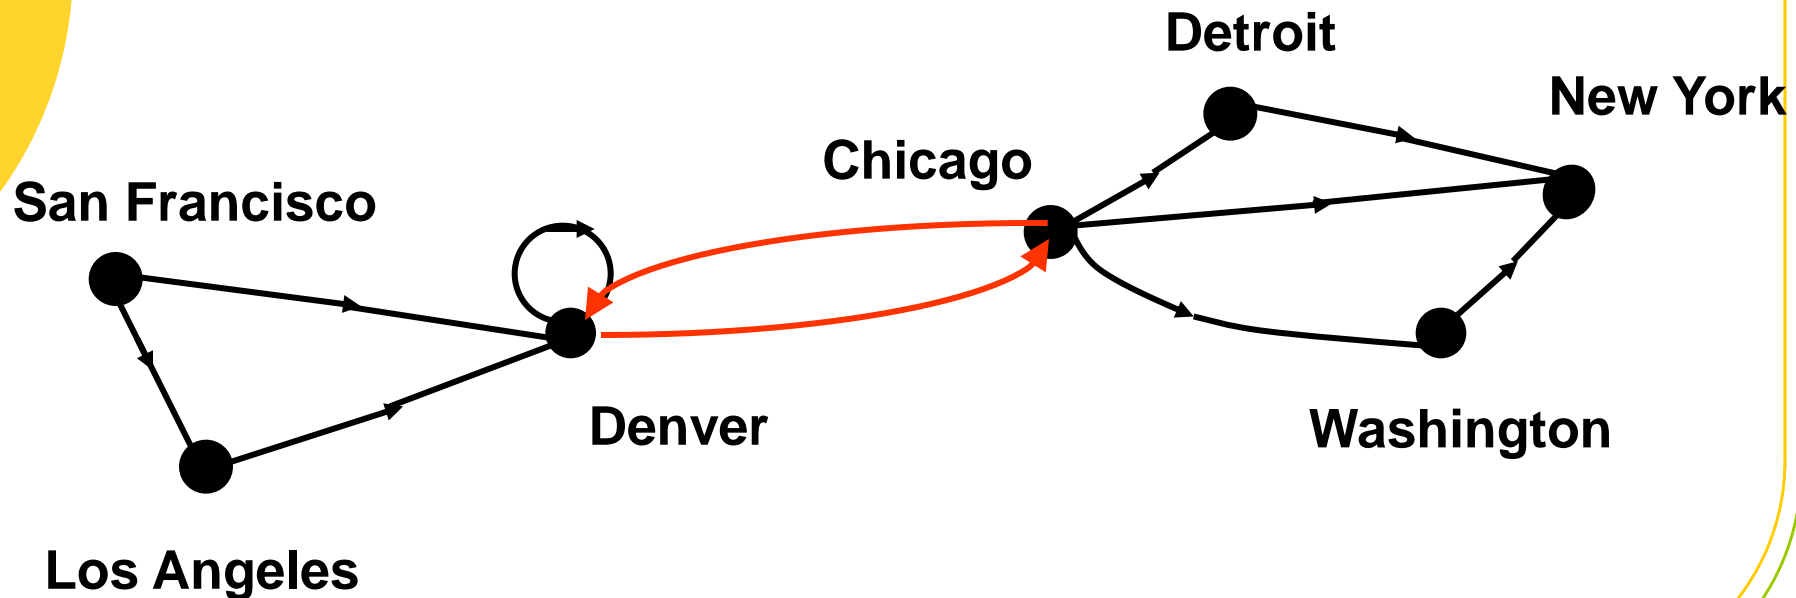 Detroit
New York
Chicago
San Francisco
Denver
Washington
Los Angeles